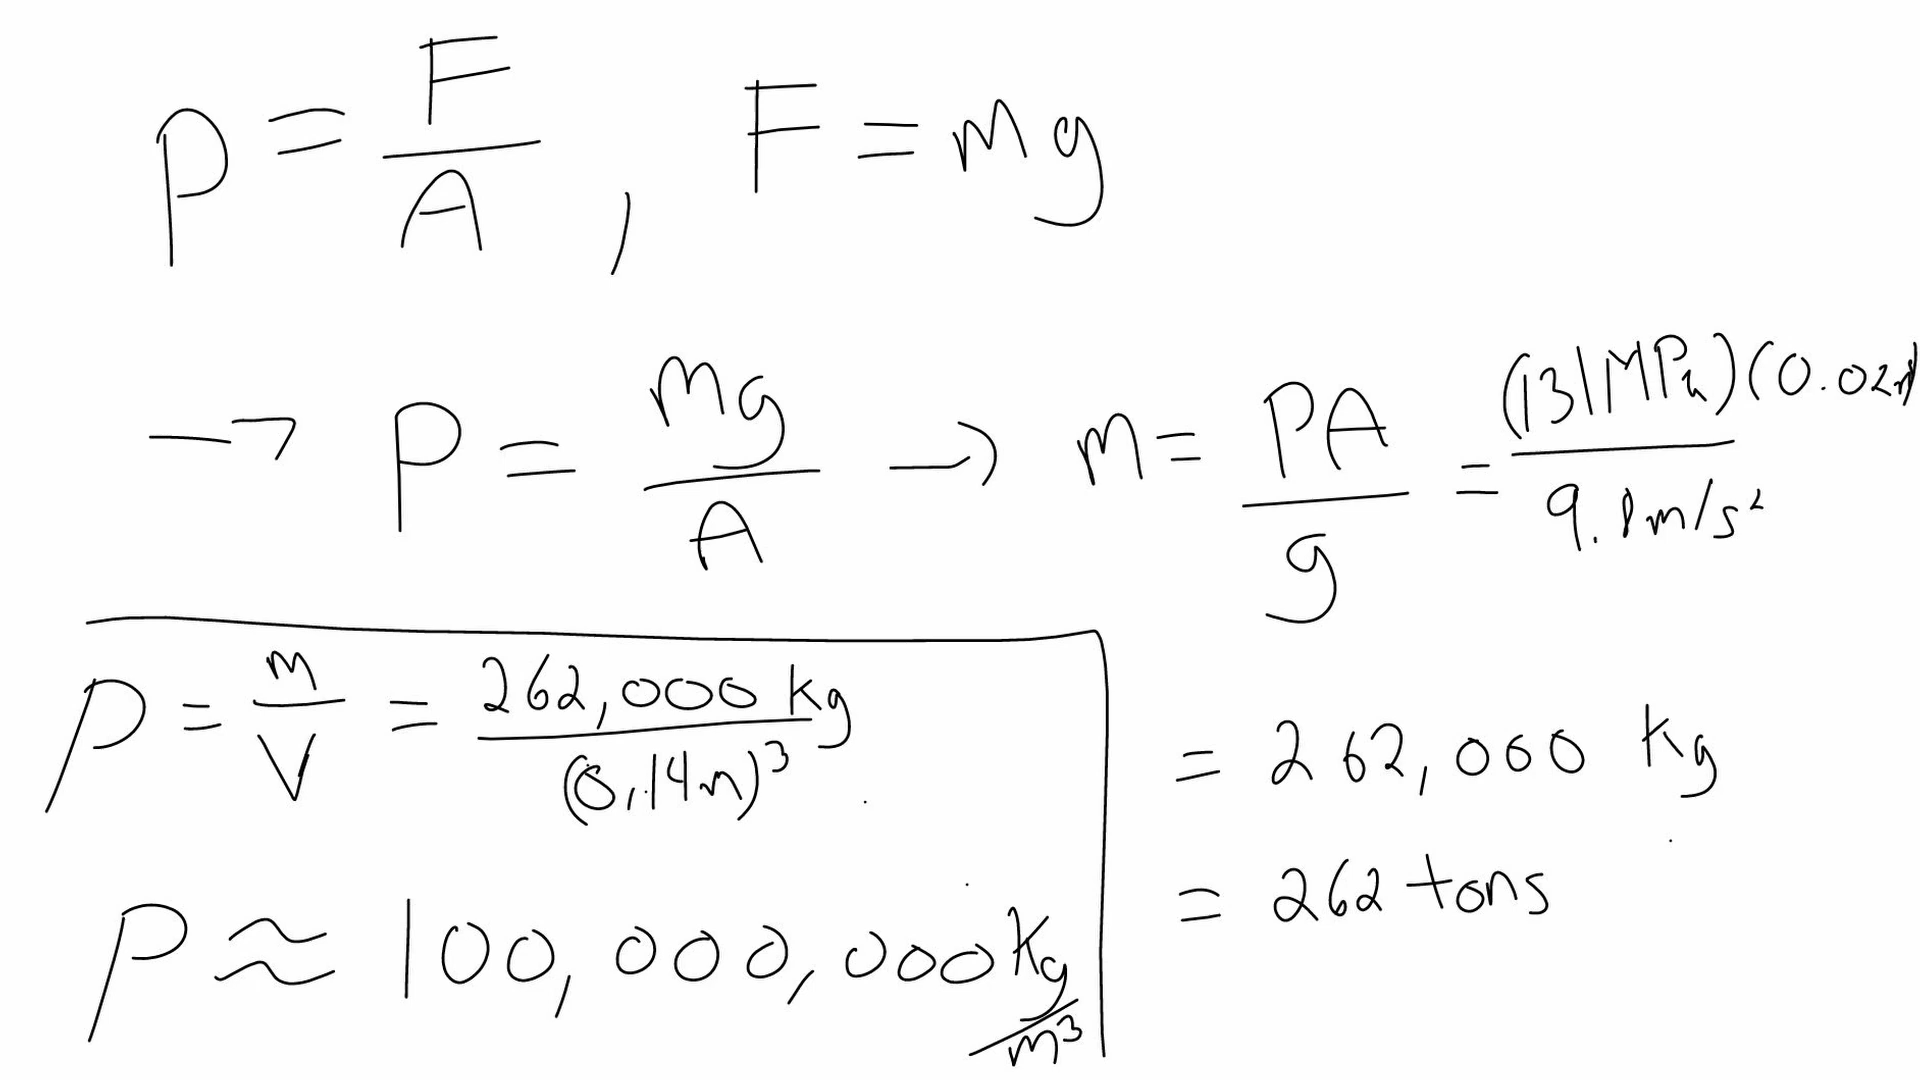 P = F/A , F = mg
→ P = mg/A → m = PA/g = (131MPa)(0.02m)/9.8m/s²
= 262,000 kg
= 262 tons
ρ = m/V = 262,000 kg/(0.14m)³
ρ ≈ 100,000,000 kg/m³